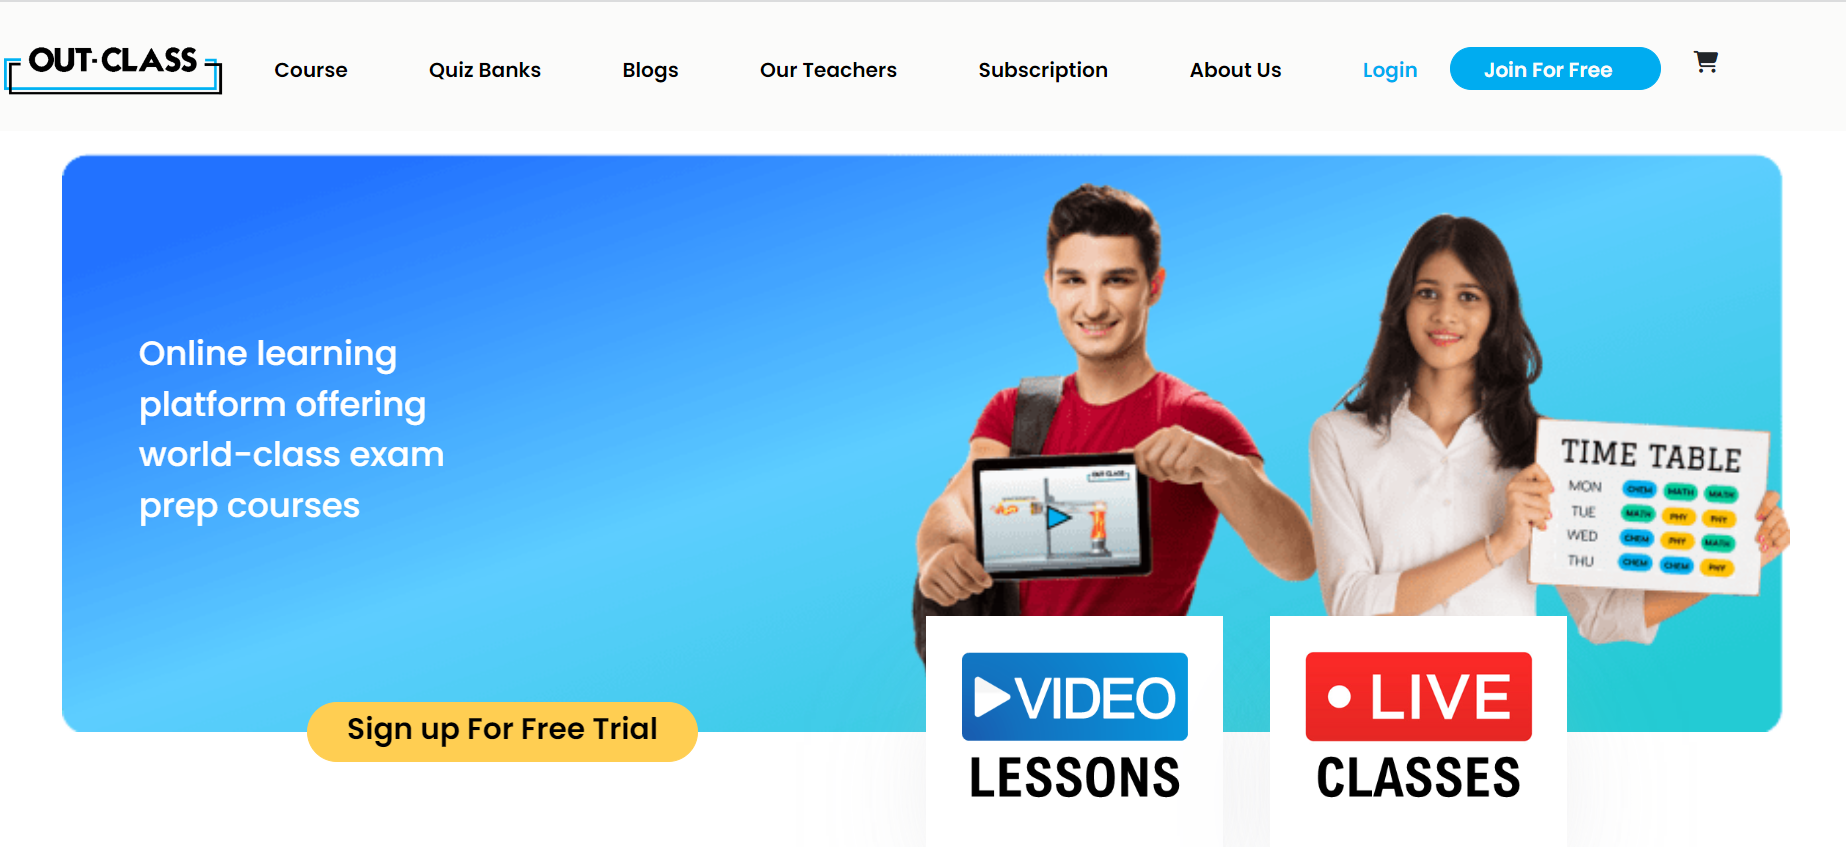 OUT-CLASS
Course
Quiz Banks
Blogs
Our Teachers
Subscription
About Us
Login
Join For Free
Online learning
platform offering
world-class exam
prep courses
Sign up For Free Trial
OUT-CLASS
TIME TABLE
MON CHEM MATH MATH
TUE MATH PHY PHY
WED CHEM PHY MATH
THU CHEM CHEM PHY
VIDEO
LESSONS
LIVE
CLASSES